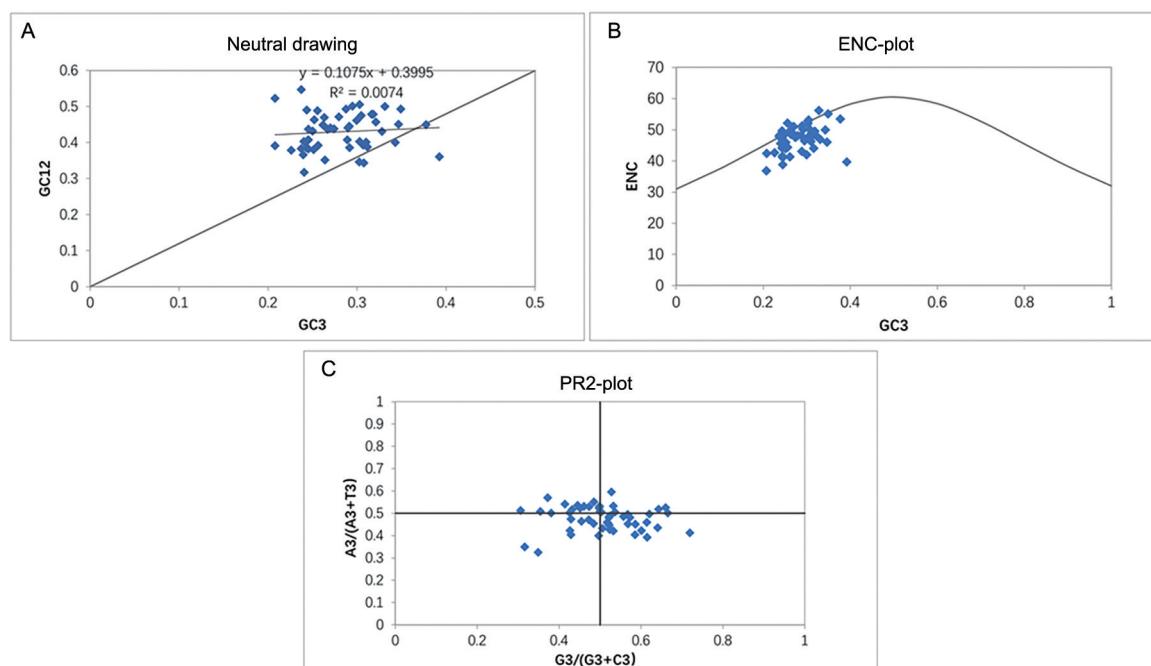 A
Neutral drawing
y = 0.1075x + 0.3995
R² = 0.0074
0.6
0.5
0.4
0.3
0.2
0.1
0
GC12
0 0.1 0.2 0.3 0.4 0.5
GC3
B
ENC-plot
70
60
50
40
30
20
10
0
ENC
0 0.2 0.4 0.6 0.8 1
GC3
C
PR2-plot
1
0.9
0.8
0.7
0.6
0.5
0.4
0.3
0.2
0.1
0
A3/(A3+T3)
0 0.2 0.4 0.6 0.8 1
G3/(G3+C3)